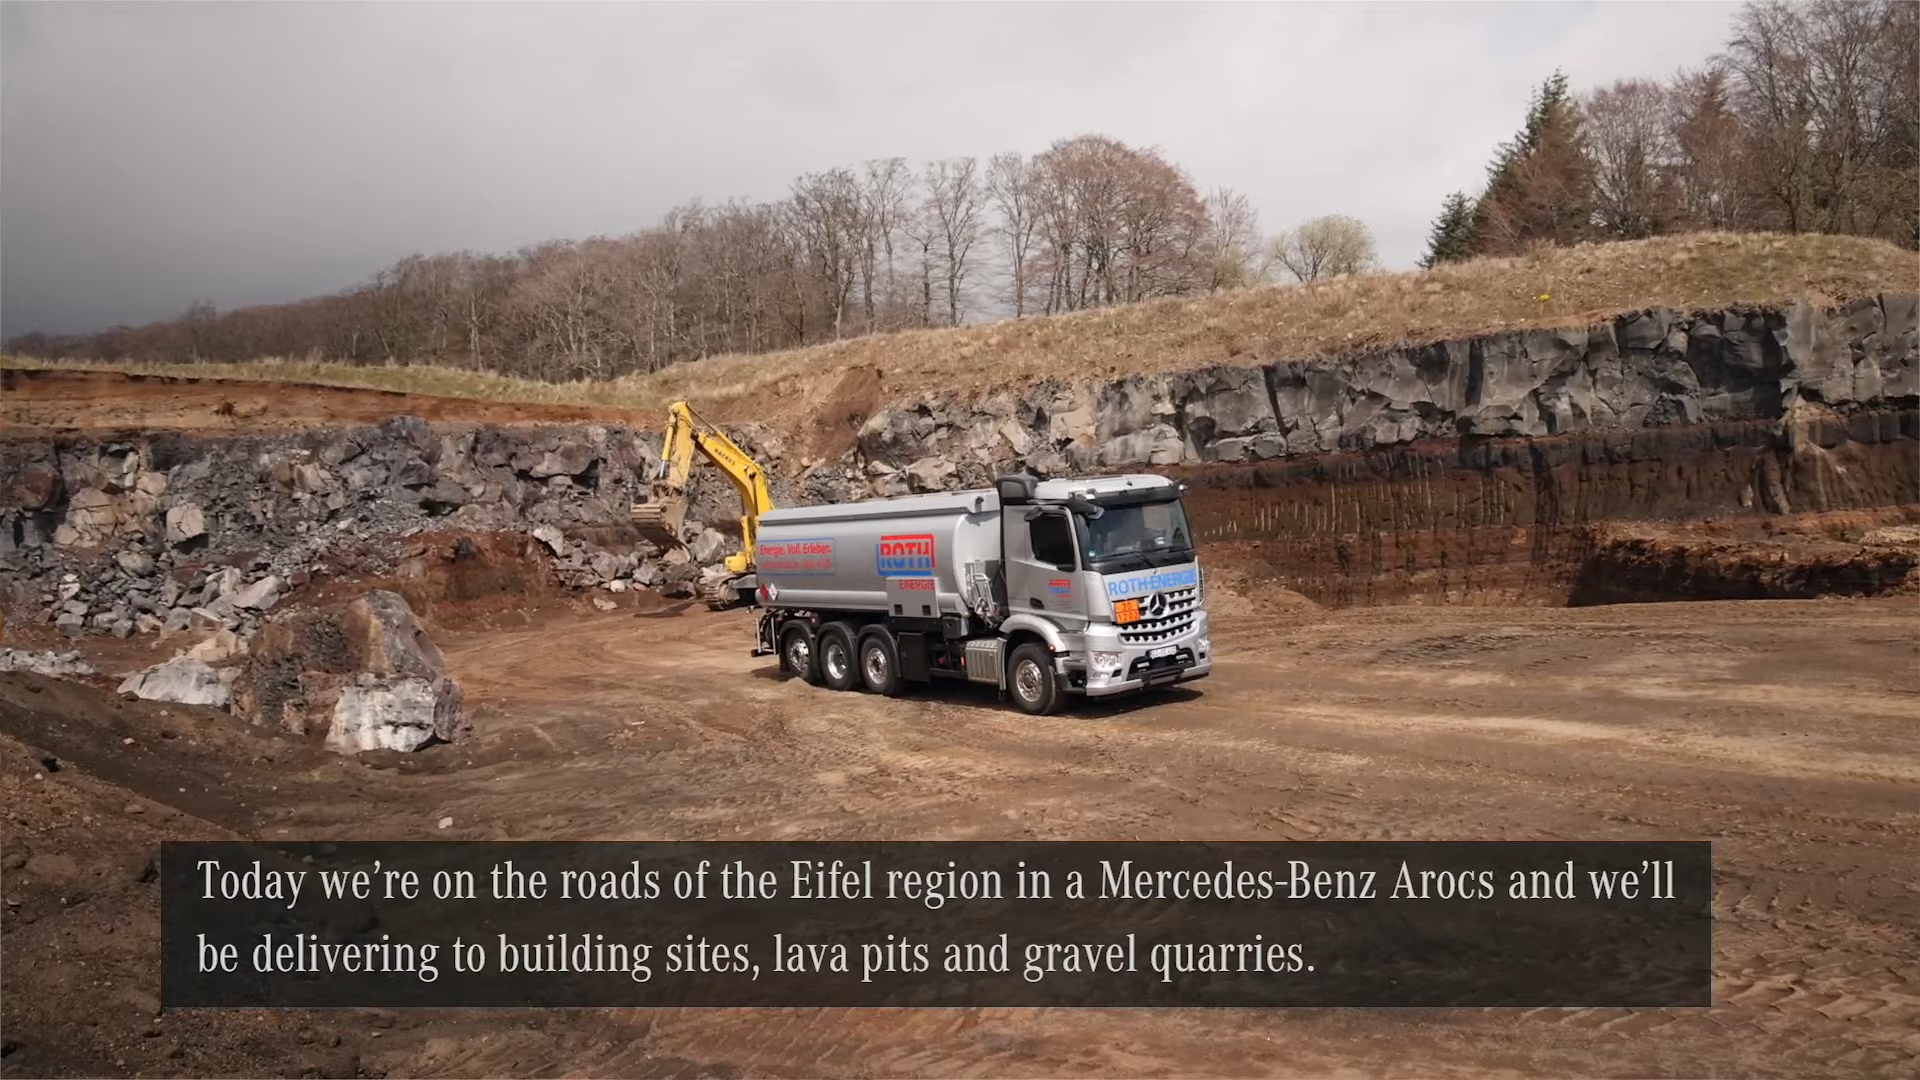 Energie. Voll. Erleben.
ROTH
ENERGIE
ROTH-ENERGIE
Today we’re on the roads of the Eifel region in a Mercedes-Benz Arocs and we’ll
be delivering to building sites, lava pits and gravel quarries.